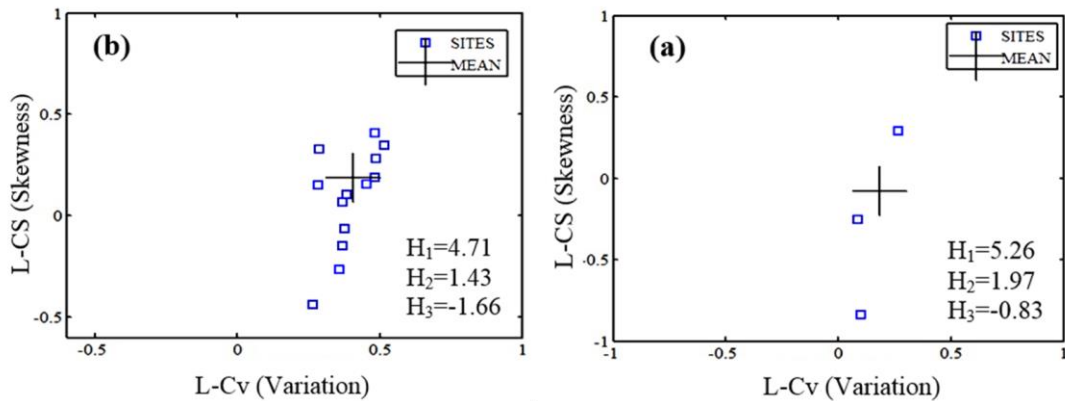 1
(b)
SITES
MEAN
0.5
0
-0.5
L-CS (Skewness)
H₁=4.71
H₂=1.43
H₃=-1.66
-0.5
0
0.5
1
L-Cv (Variation)
1
(a)
SITES
MEAN
0.5
0
-0.5
-1
L-CS (Skewness)
H₁=5.26
H₂=1.97
H₃=-0.83
-1
-0.5
0
0.5
1
L-Cv (Variation)